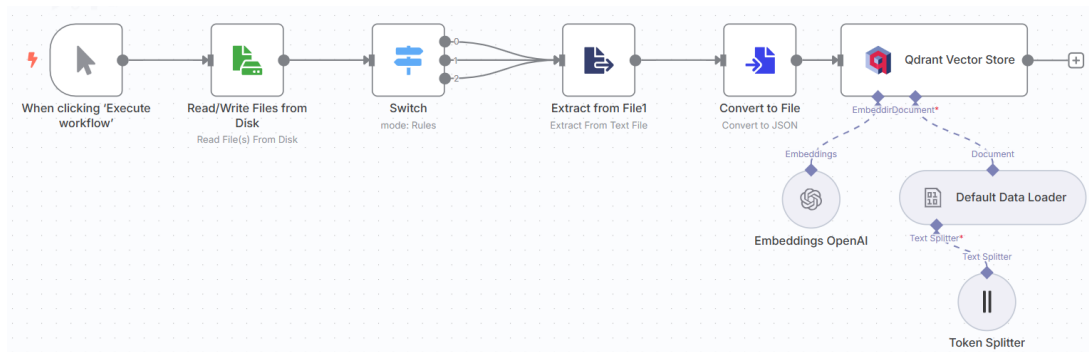 0
1
2
Qdrant Vector Store
When clicking ‘Execute
workflow’
Read/Write Files from
Disk
Read File(s) From Disk
Switch
mode: Rules
Extract from File1
Extract From Text File
Convert to File
Convert to JSON
EmbeddinDocument*
Embeddings
Document
0110
Default Data Loader
Embeddings OpenAI
Text Splitter*
Text Splitter
Token Splitter